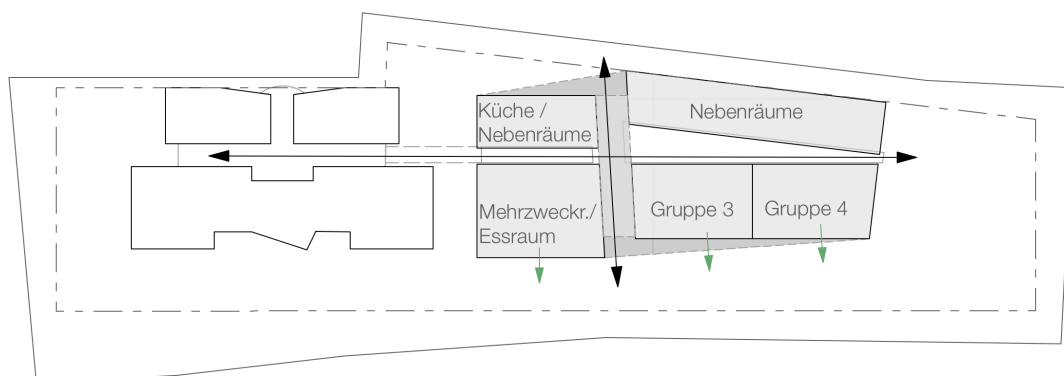 Küche /
Nebenräume
Nebenräume
Mehrzweckr./
Essraum
Gruppe 3
Gruppe 4